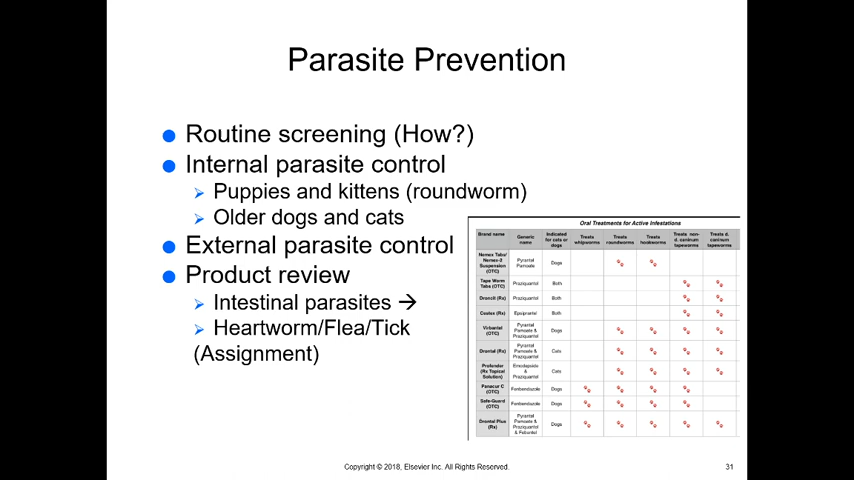 Parasite Prevention
Routine screening (How?)
Internal parasite control
Puppies and kittens (roundworm)
Older dogs and cats
External parasite control
Product review
Intestinal parasites →
Heartworm/Flea/Tick
(Assignment)
Oral Treatments for Active Infestations
Brand name Generic name Indicated for cats or dogs Treats whipworms Treats roundworms Treats hookworms Treats non-d. caninum tapeworms Treats d. caninum tapeworms
Nemex Tabs/ Nemex-2 Suspension (OTC) Pyrantel Pamoate Dogs
Tape Worm Tabs (OTC) Praziquantel Both
Droncit (Rx) Praziquantel Both
Cestex (Rx) Epsiprantel Both
Virbantel (OTC) Pyrantel Pamoate & Praziquantel Dogs
Drontal (Rx) Pyrantel Pamoate & Praziquantel Cats
Profender (Rx Topical Solution) Emodepside & Praziquantel Cats
Panacur C (OTC) Fenbendazole Dogs
Safe-Guard (OTC) Fenbendazole Dogs
Drontal Plus (Rx) Pyrantel Pamoate & Praziquantel & Febantel Dogs
Copyright © 2018, Elsevier Inc. All Rights Reserved.
31